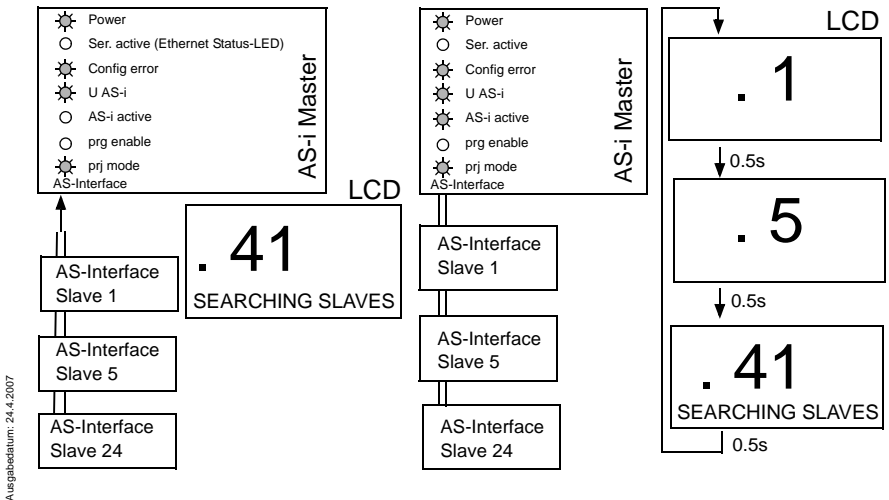 Power
Ser. active (Ethernet Status-LED)
Config error
U AS-i
AS-i active
prg enable
prj mode
AS-Interface
AS-i Master
LCD
. 41
SEARCHING SLAVES
AS-Interface
Slave 1
AS-Interface
Slave 5
AS-Interface
Slave 24
Power
Ser. active
Config error
U AS-i
AS-i active
prg enable
prj mode
AS-Interface
AS-i Master
AS-Interface
Slave 1
AS-Interface
Slave 5
AS-Interface
Slave 24
LCD
. 1
0.5s
. 5
0.5s
. 41
SEARCHING SLAVES
0.5s
Ausgabedatum: 24.4.2007